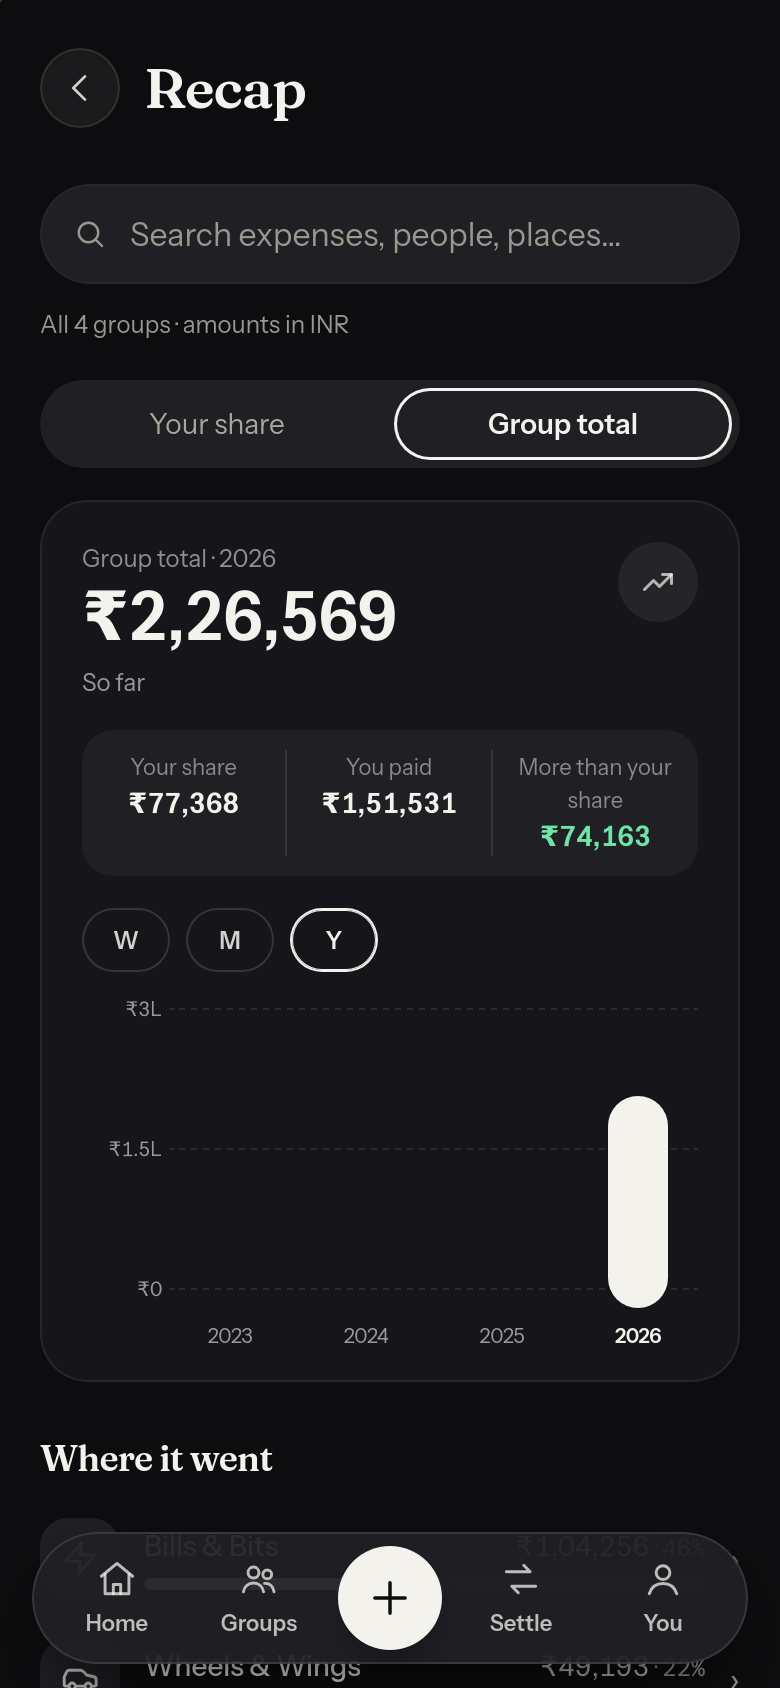 Recap
Search expenses, people, places...
All 4 groups · amounts in INR
Your share
Group total
Group total · 2026
₹2,26,569
So far
Your share
₹77,368
You paid
₹1,51,531
More than your
share
₹74,163
W
M
Y
₹3L
₹1.5L
₹0
2023
2024
2025
2026
Where it went
Bills & Bits
₹1,04,256 · 46%
Home
Groups
Settle
You
Wheels & Wings
₹49,193 · 22%